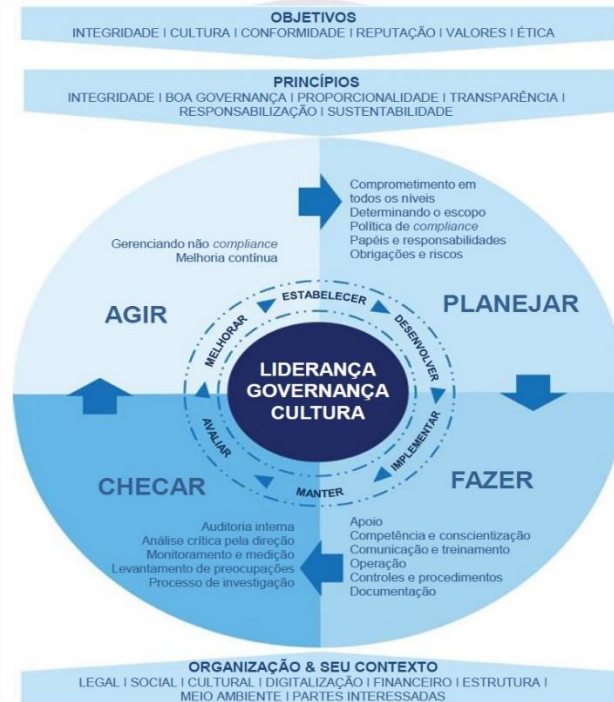 OBJETIVOS
INTEGRIDADE I CULTURA I CONFORMIDADE I REPUTAÇÃO I VALORES I ÉTICA
PRINCÍPIOS
INTEGRIDADE I BOA GOVERNANÇA I PROPORCIONALIDADE I TRANSPARÊNCIA I
RESPONSABILIZAÇÃO I SUSTENTABILIDADE
Gerenciando não compliance
Melhoria contínua
AGIR
Comprometimento em
todos os níveis
Determinando o escopo
Política de compliance
Papéis e responsabilidades
Obrigações e riscos
PLANEJAR
ESTABELECER
DESENVOLVER
IMPLEMENTAR
MANTER
AVALIAR
MELHORAR
LIDERANÇA
GOVERNANÇA
CULTURA
CHECAR
Auditoria interna
Análise crítica pela direção
Monitoramento e medição
Levantamento de preocupações
Processo de investigação
FAZER
Apoio
Competência e conscientização
Comunicação e treinamento
Operação
Controles e procedimentos
Documentação
ORGANIZAÇÃO & SEU CONTEXTO
LEGAL I SOCIAL I CULTURAL I DIGITALIZAÇÃO I FINANCEIRO I ESTRUTURA I
MEIO AMBIENTE I PARTES INTERESSADAS